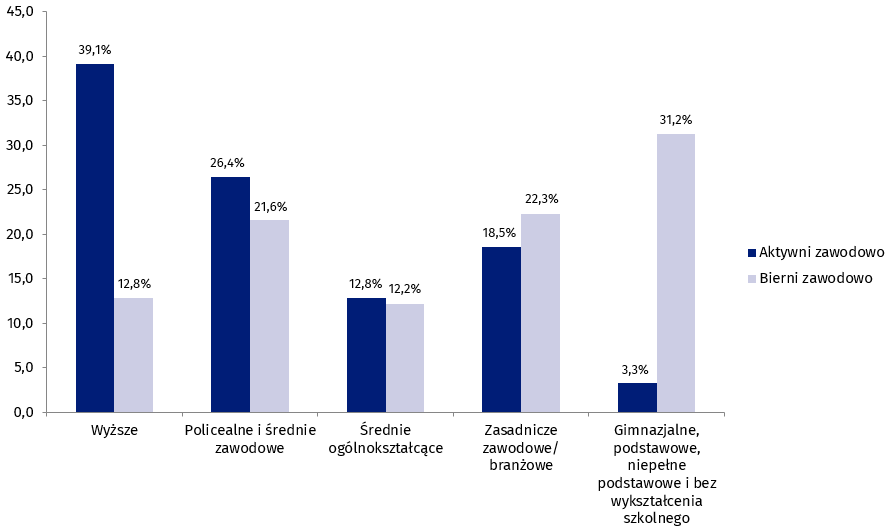 45,0
40,0
35,0
30,0
25,0
20,0
15,0
10,0
5,0
0,0
39,1%
12,8%
26,4%
21,6%
12,8%
12,2%
18,5%
22,3%
3,3%
31,2%
Wyższe
Policealne i średnie
zawodowe
Średnie
ogólnokształcące
Zasadnicze
zawodowe/
branżowe
Gimnazjalne,
podstawowe,
niepełne
podstawowe i bez
wykształcenia
szkolnego
Aktywni zawodowo
Bierni zawodowo